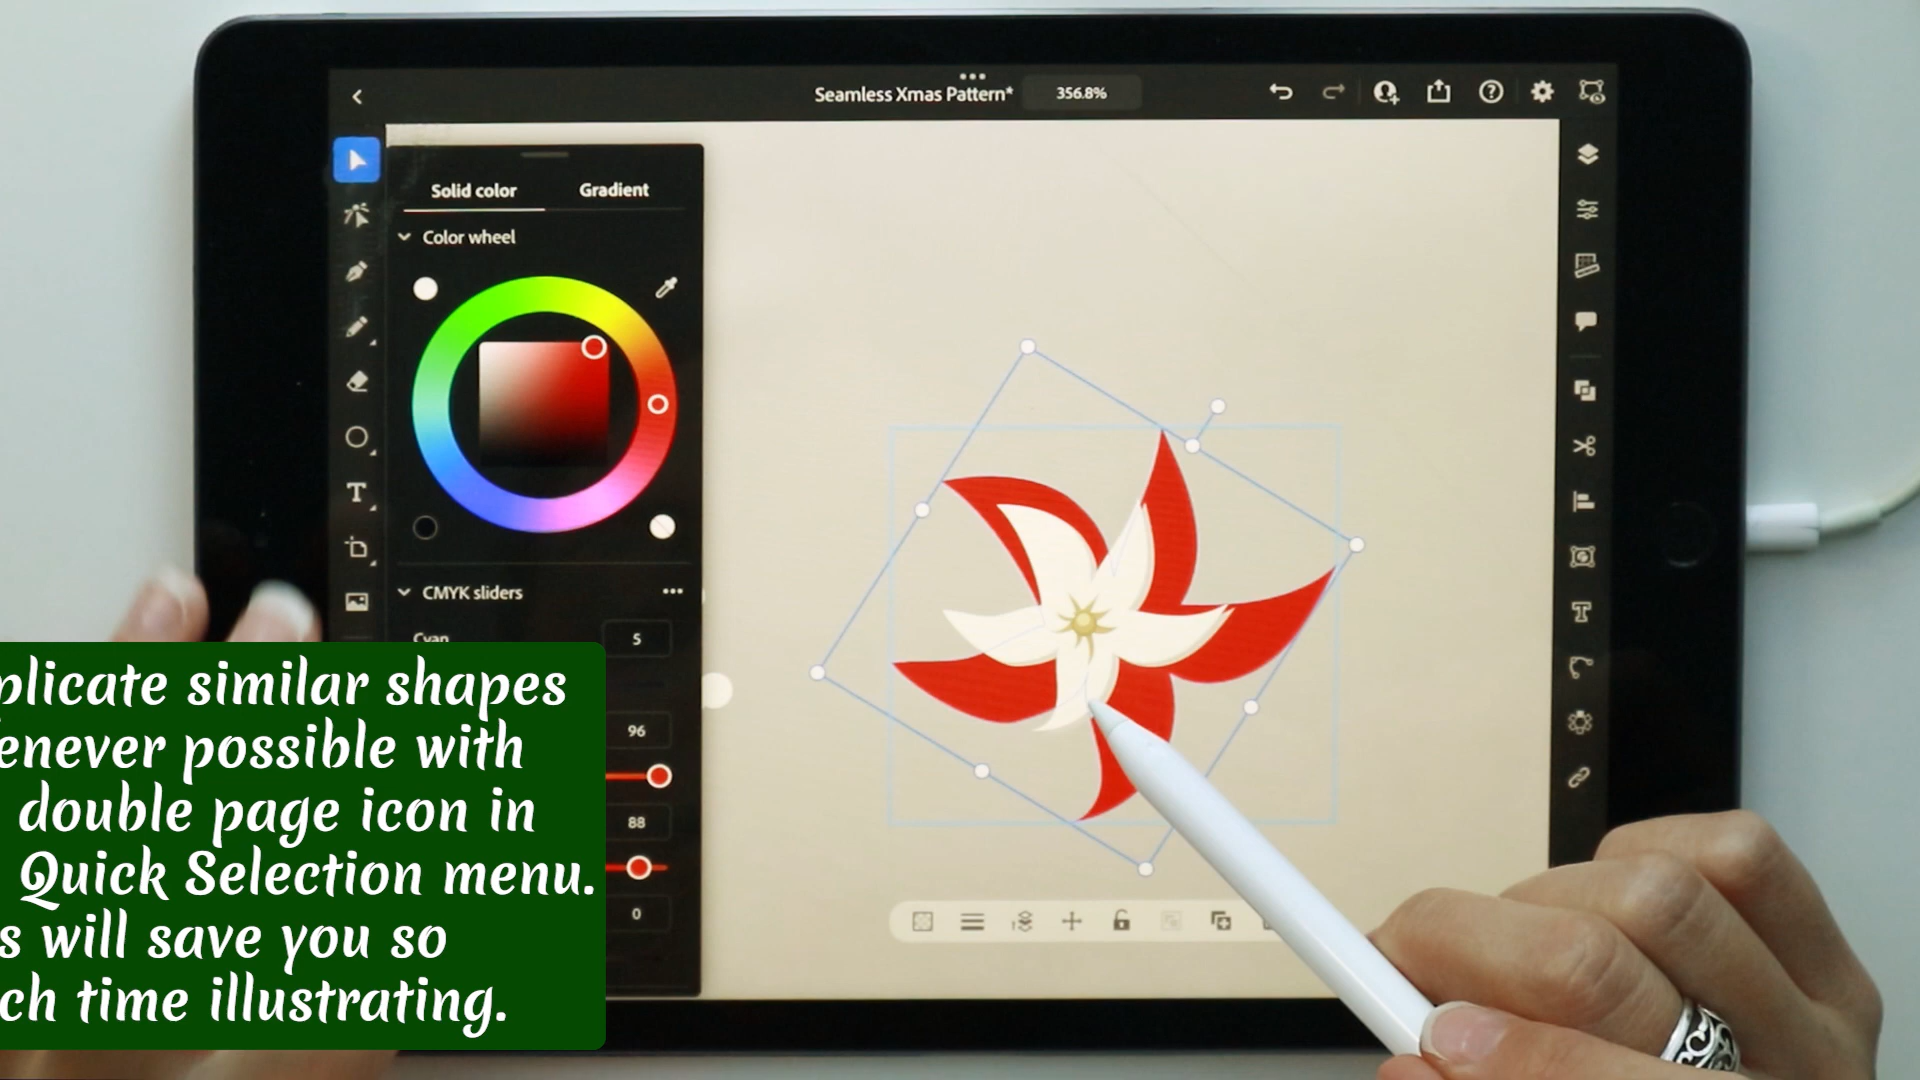 Seamless Xmas Pattern*
356.8%
Solid color
Gradient
Color wheel
CMYK sliders
Cyan
5
96
88
0
T
plicate similar shapes
enever possible with
double page icon in
Quick Selection menu.
s will save you so
ch time illustrating.